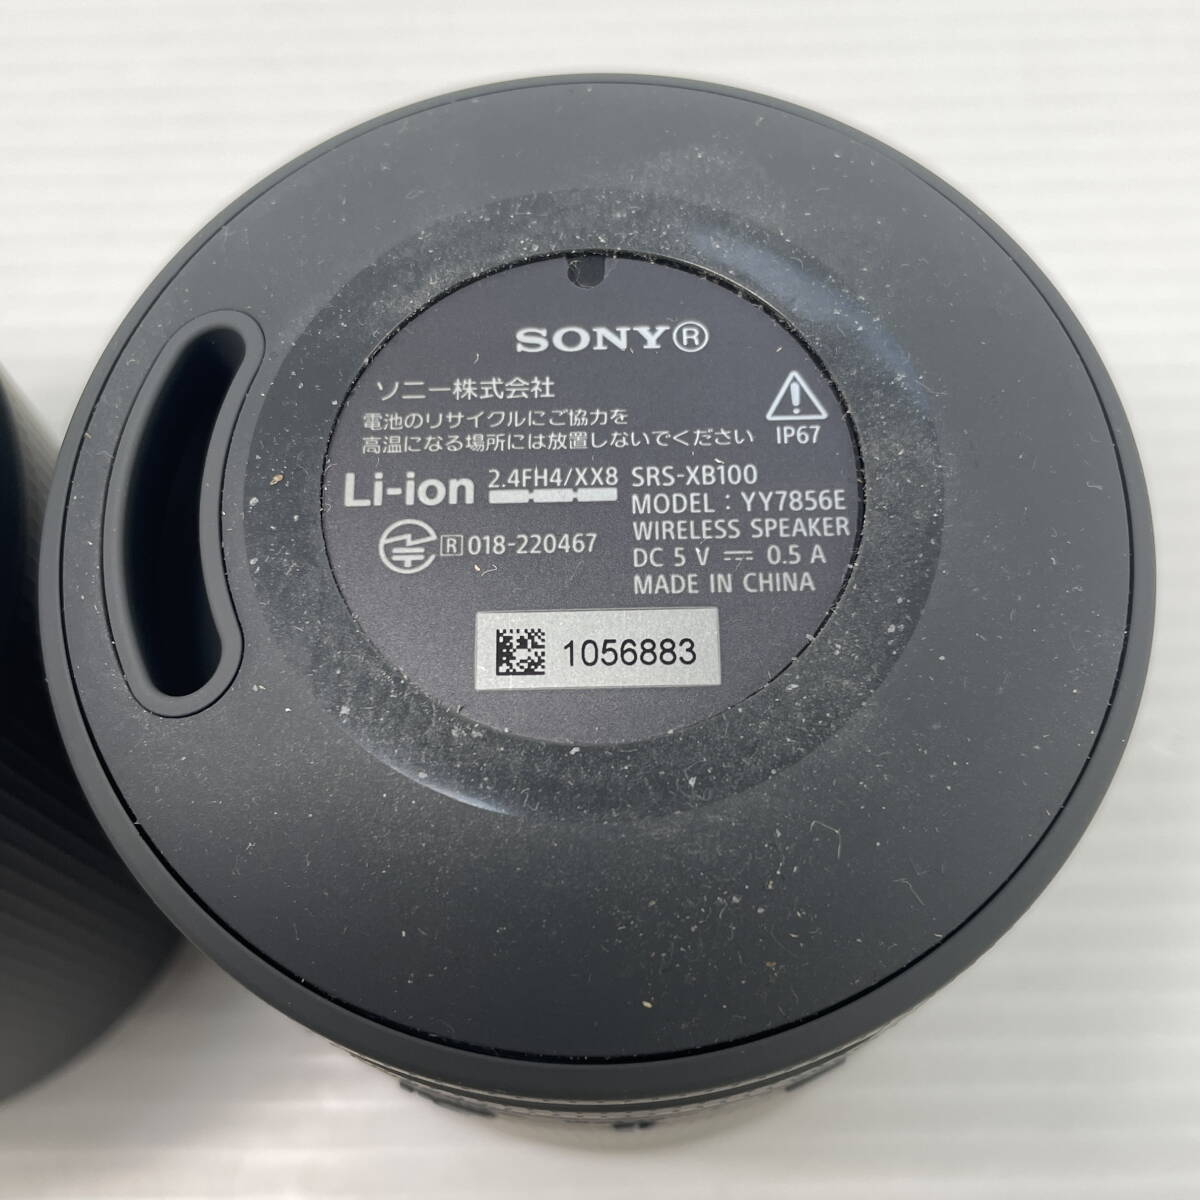 SONY®
ソニー株式会社
電池のリサイクルにご協力を
高温になる場所には放置しないでください
IP67
Li-ion
2.4FH4/XX8
R 018-220467
SRS-XB100
MODEL : YY7856E
WIRELESS SPEAKER
DC 5 V ⎓ 0.5 A
MADE IN CHINA
1056883